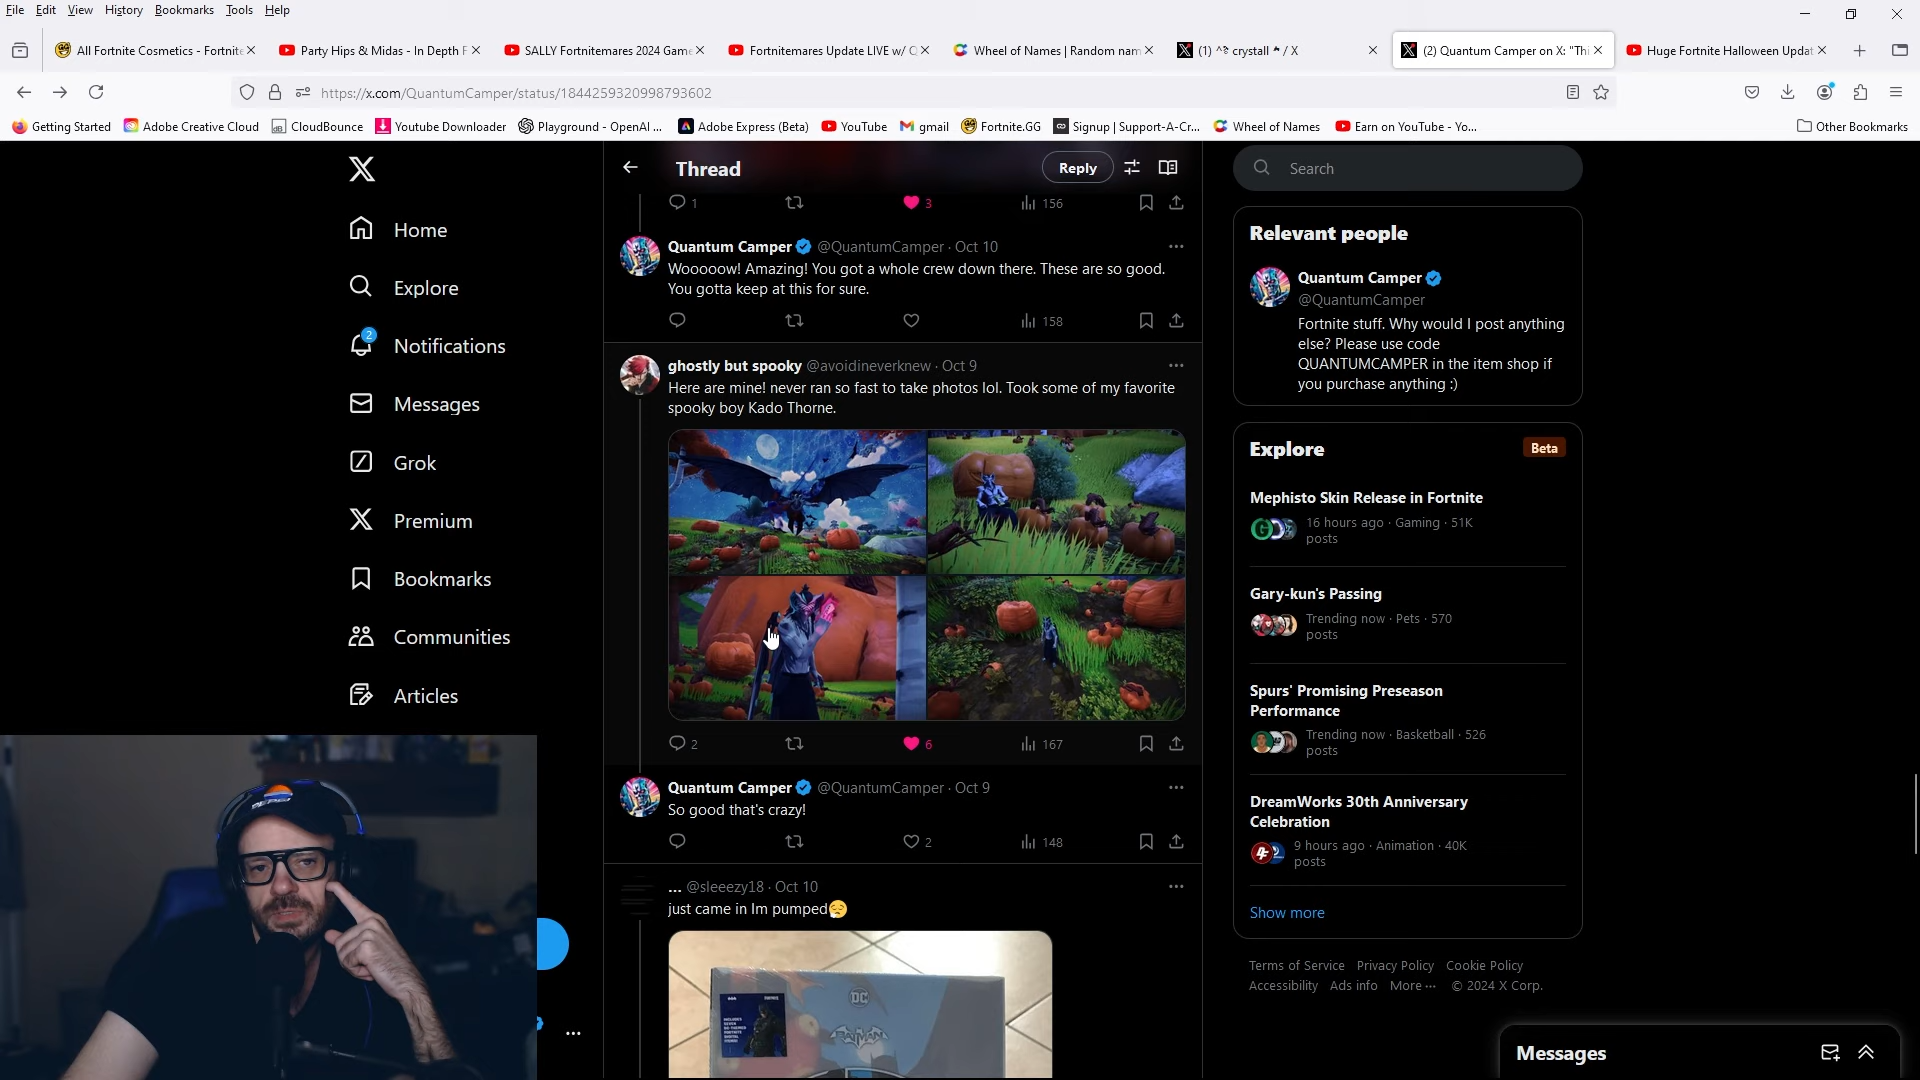 File Edit View History Bookmarks Tools Help
All Fortnite Cosmetics - Fortnite
Party Hips & Midas - In Depth F
SALLY Fortnitemares 2024 Game
Fortnitemares Update LIVE w/ Q
Wheel of Names | Random nam
(1) ^? crystall ^ / X
(2) Quantum Camper on X: "Thi
Huge Fortnite Halloween Updat
https://x.com/QuantumCamper/status/1844259320998793602
Getting Started
Adobe Creative Cloud
CloudBounce
Youtube Downloader
Playground - OpenAI ...
Adobe Express (Beta)
YouTube
gmail
Fortnite.GG
Signup | Support-A-Cr...
Wheel of Names
Earn on YouTube - Yo...
Other Bookmarks
Home
Explore
2
Notifications
Messages
Grok
Premium
Bookmarks
Communities
Articles
Thread
Reply
1 3 156
Quantum Camper @QuantumCamper · Oct 10
Wooooow! Amazing! You got a whole crew down there. These are so good.
You gotta keep at this for sure.
158
ghostly but spooky @avoidineverknew · Oct 9
Here are mine! never ran so fast to take photos lol. Took some of my favorite
spooky boy Kado Thorne.
2 6 167
Quantum Camper @QuantumCamper · Oct 9
So good that's crazy!
2 148
... @sleeezy18 · Oct 10
just came in Im pumped😮‍💨
DC
BATMAN
Search
Relevant people
Quantum Camper
@QuantumCamper
Fortnite stuff. Why would I post anything
else? Please use code
QUANTUMCAMPER in the item shop if
you purchase anything :)
Explore
Beta
Mephisto Skin Release in Fortnite
16 hours ago · Gaming · 51K
posts
Gary-kun's Passing
Trending now · Pets · 570
posts
Spurs' Promising Preseason
Performance
Trending now · Basketball · 526
posts
DreamWorks 30th Anniversary
Celebration
9 hours ago · Animation · 40K
posts
Show more
Terms of Service Privacy Policy Cookie Policy
Accessibility Ads info More ··· © 2024 X Corp.
Messages